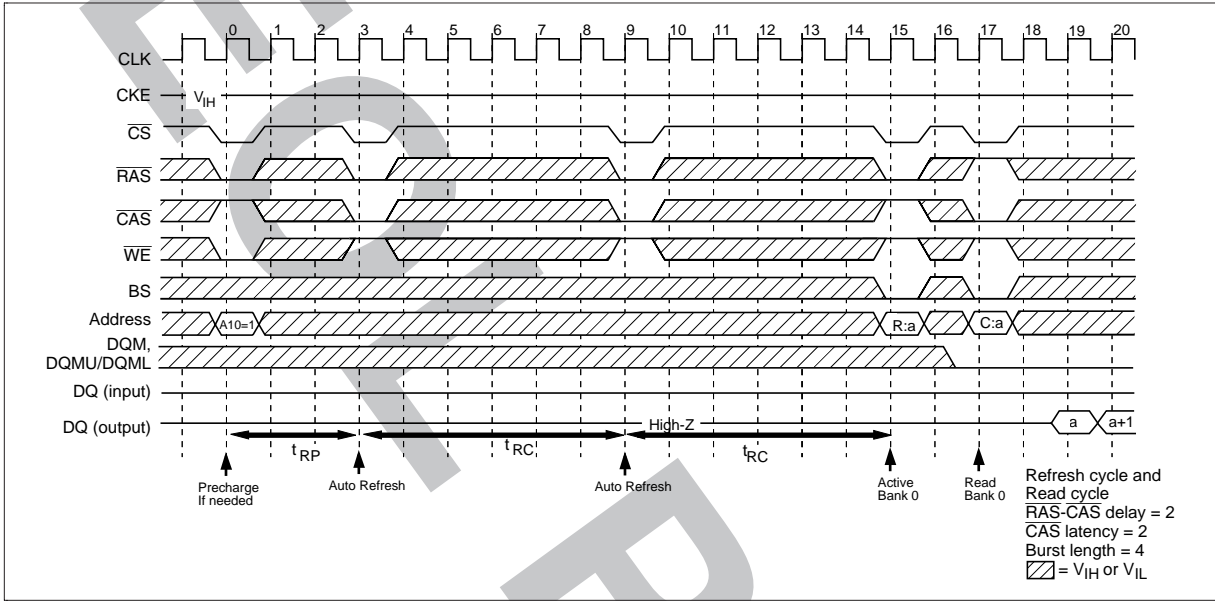 0 1 2 3 4 5 6 7 8 9 10 11 12 13 14 15 16 17 18 19 20
CLK
CKE VIH
CS
RAS
CAS
WE
BS
Address A10=1 R:a C:a
DQM,
DQMU/DQML
DQ (input)
DQ (output) High-Z a a+1
tRP tRC tRC
Precharge
If needed
Auto Refresh
Auto Refresh
Active
Bank 0
Read
Bank 0
Refresh cycle and
Read cycle
RAS-CAS delay = 2
CAS latency = 2
Burst length = 4
= VIH or VIL
EOL P